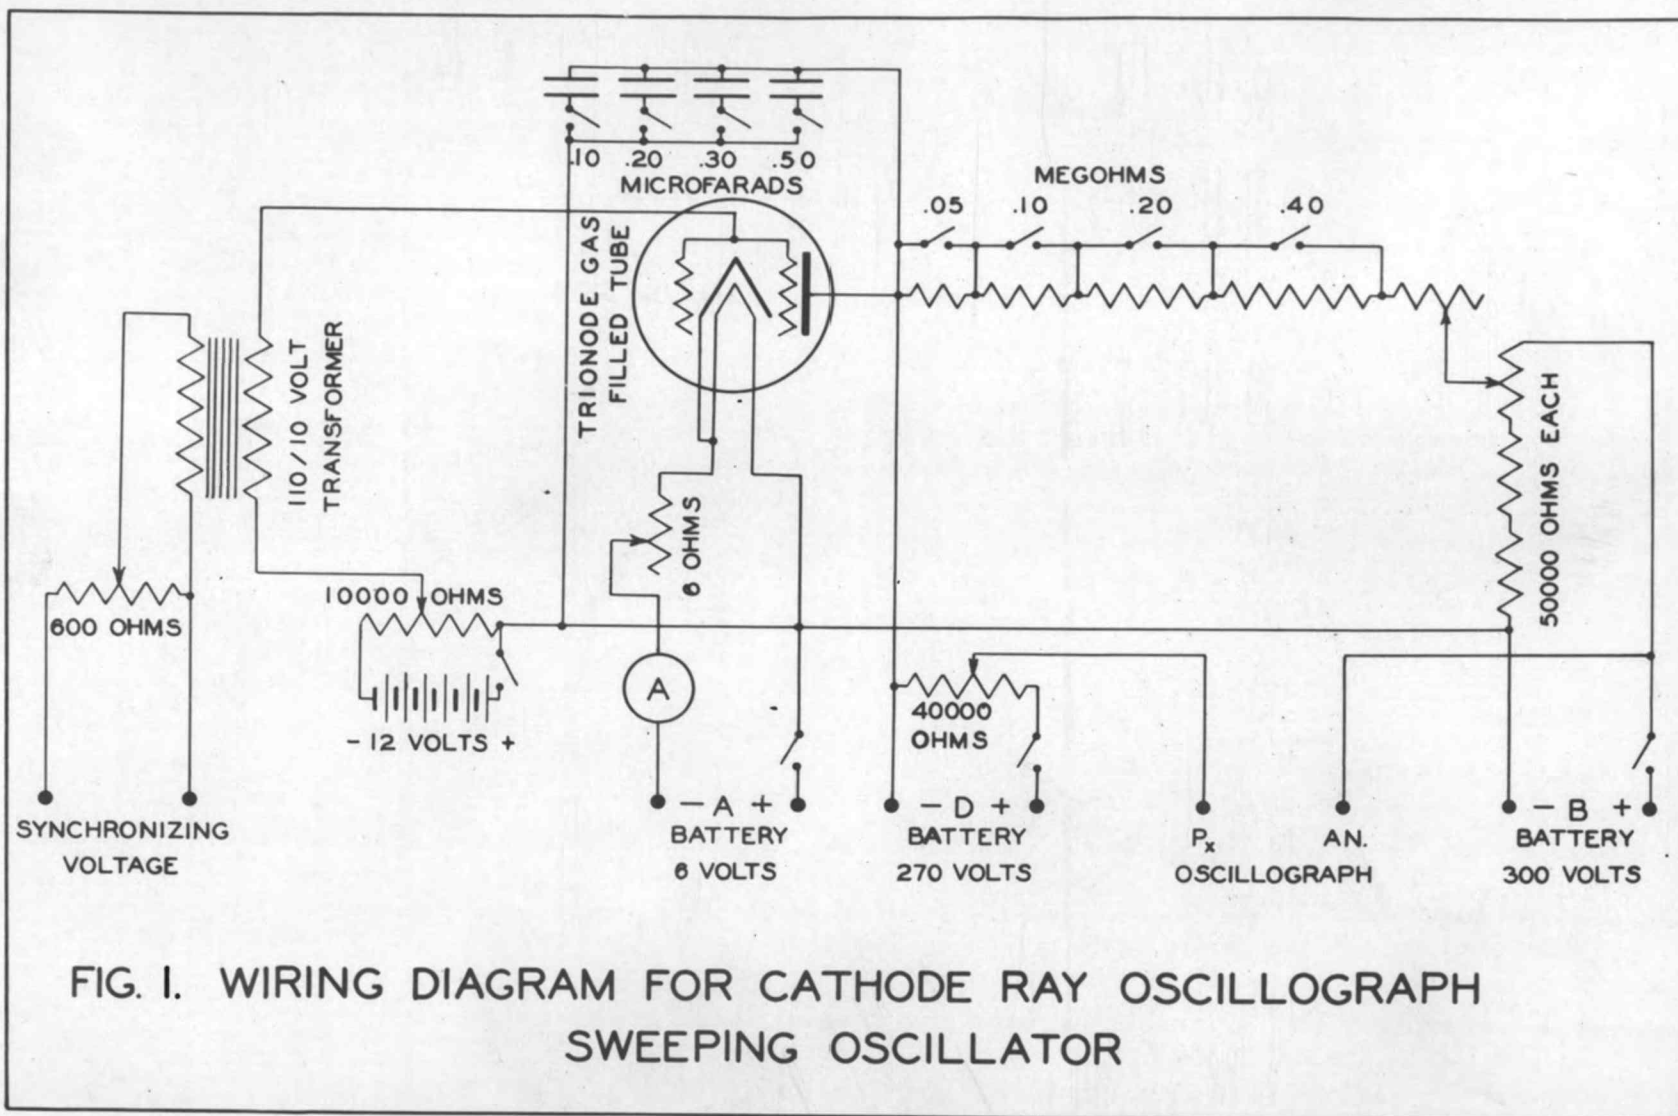 .10 .20 .30 .50
MICROFARADS
MEGOHMS
.05 .10 .20 .40
TRIONODE GAS
FILLED TUBE
110/10 VOLT
TRANSFORMER
6 OHMS
50000 OHMS EACH
10000 OHMS
600 OHMS
A
40000
OHMS
- 12 VOLTS +
- A +
BATTERY
6 VOLTS
- D +
BATTERY
270 VOLTS
Px AN.
OSCILLOGRAPH
- B +
BATTERY
300 VOLTS
SYNCHRONIZING
VOLTAGE
FIG. 1. WIRING DIAGRAM FOR CATHODE RAY OSCILLOGRAPH
SWEEPING OSCILLATOR